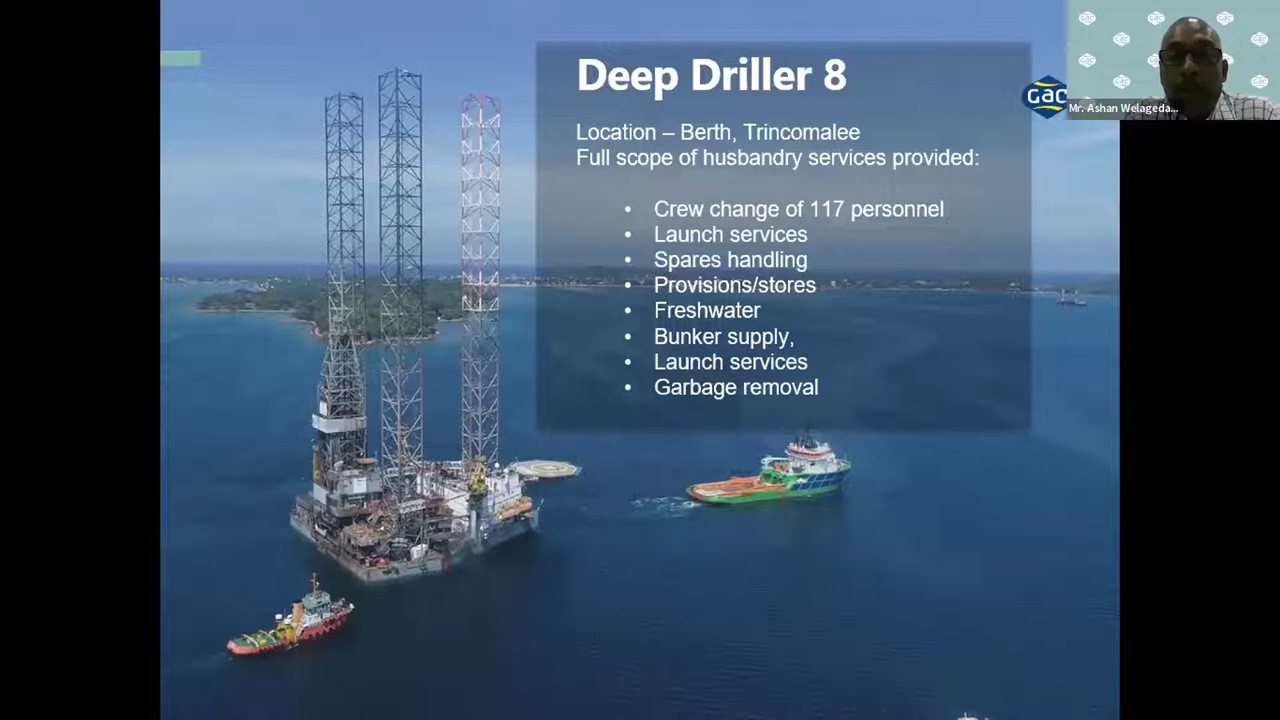 Deep Driller 8
Location – Berth, Trincomalee
Full scope of husbandry services provided:
• Crew change of 117 personnel
• Launch services
• Spares handling
• Provisions/stores
• Freshwater
• Bunker supply,
• Launch services
• Garbage removal
GAC
Mr. Ashan Welageda...